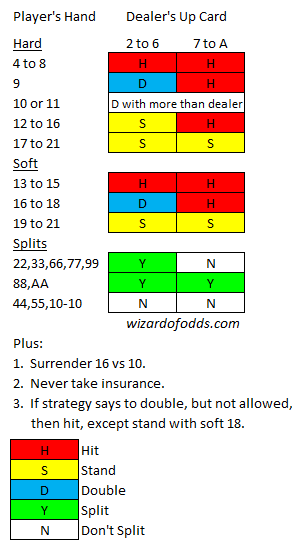 Player's Hand Dealer's Up Card
Hard 2 to 6 7 to A
4 to 8 H H
9 D H
10 or 11 D with more than dealer
12 to 16 S H
17 to 21 S S
Soft
13 to 15 H H
16 to 18 D H
19 to 21 S S
Splits
22,33,66,77,99 Y N
88,AA Y Y
44,55,10-10 N N
wizardofodds.com
Plus:
1. Surrender 16 vs 10.
2. Never take insurance.
3. If strategy says to double, but not allowed,
then hit, except stand with soft 18.
H Hit
S Stand
D Double
Y Split
N Don't Split